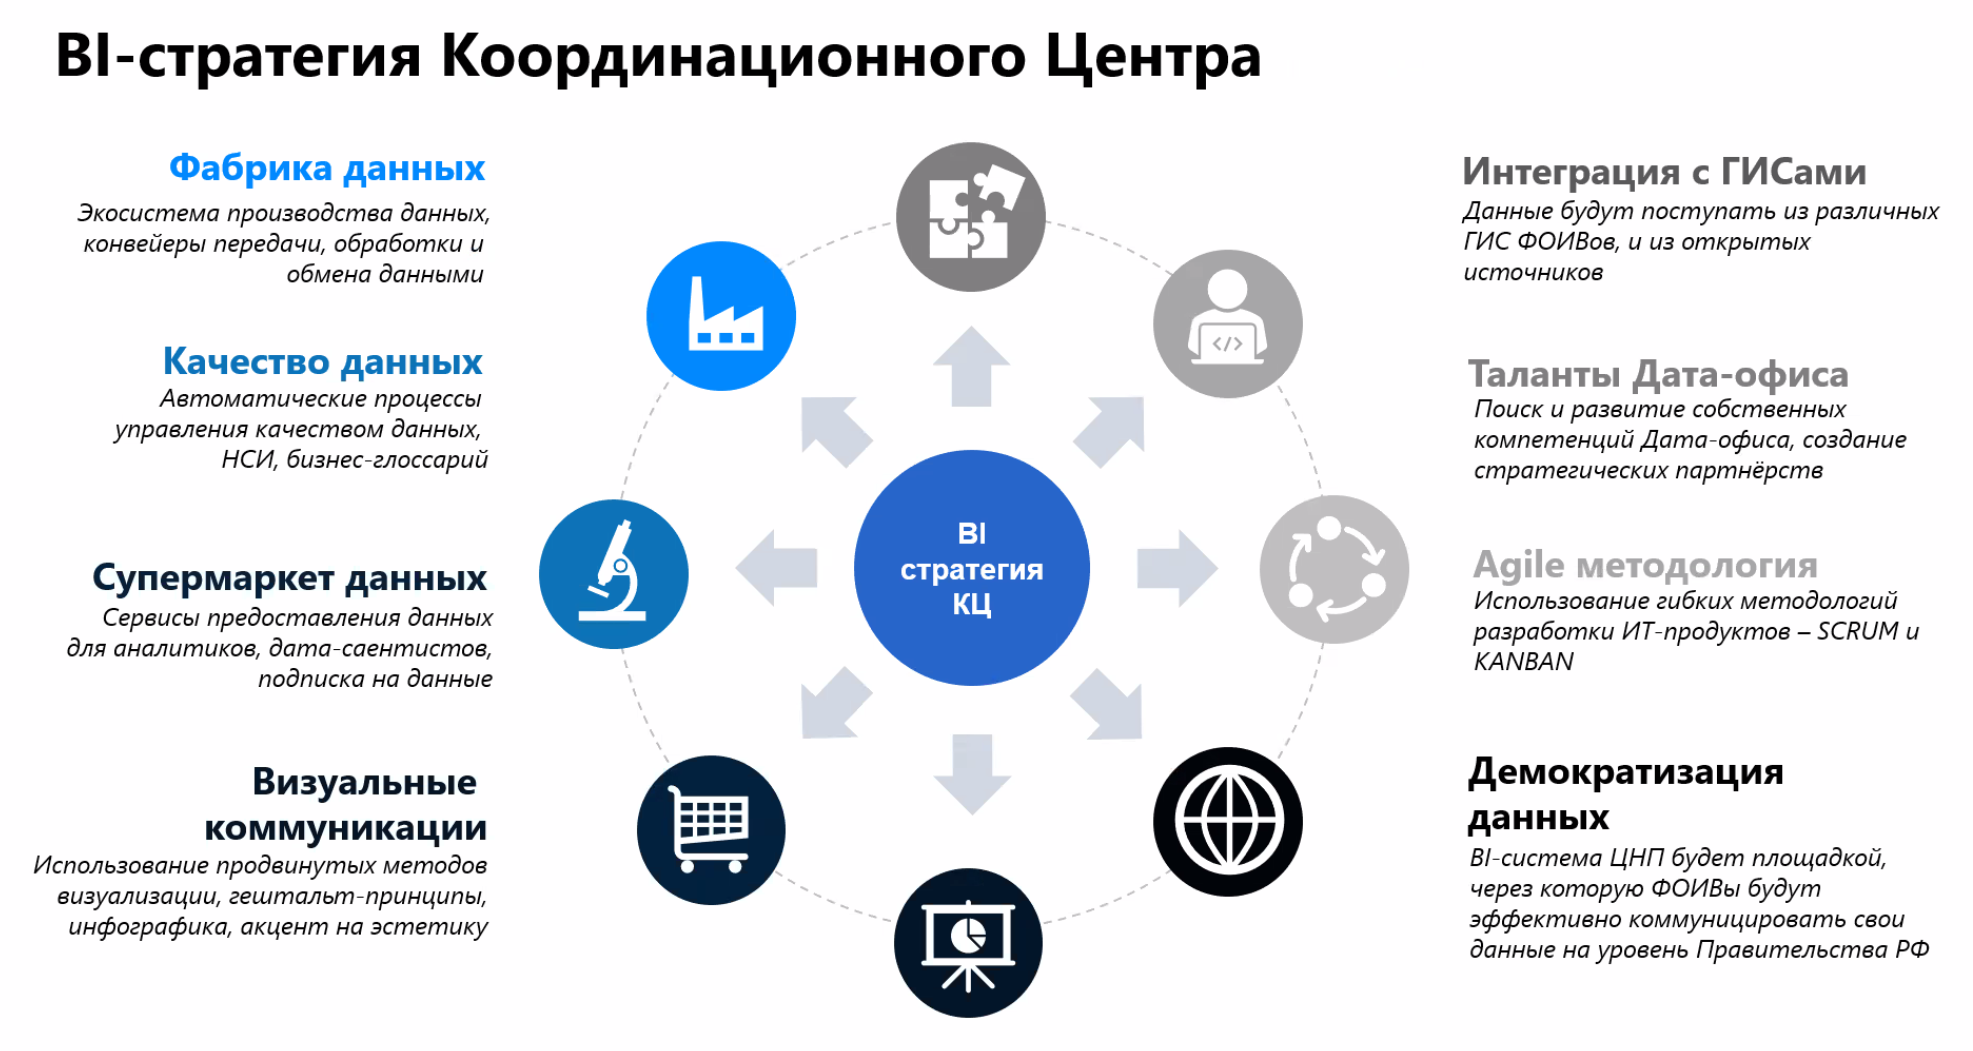 BI-стратегия Координационного Центра
Фабрика данных
Экосистема производства данных,
конвейеры передачи, обработки и
обмена данными
Качество данных
Автоматические процессы
управления качеством данных,
НСИ, бизнес-глоссарий
Супермаркет данных
Сервисы предоставления данных
для аналитиков, дата-саентистов,
подписка на данные
Визуальные
коммуникации
Использование продвинутых методов
визуализации, гештальт-принципы,
инфографика, акцент на эстетику
BI
стратегия
КЦ
Интеграция с ГИСами
Данные будут поступать из различных
ГИС ФОИВов, и из открытых
источников
Таланты Дата-офиса
Поиск и развитие собственных
компетенций Дата-офиса, создание
стратегических партнёрств
Agile методология
Использование гибких методологий
разработки ИТ-продуктов – SCRUM и
KANBAN
Демократизация
данных
BI-система ЦНП будет площадкой,
через которую ФОИВы будут
эффективно коммуницировать свои
данные на уровень Правительства РФ